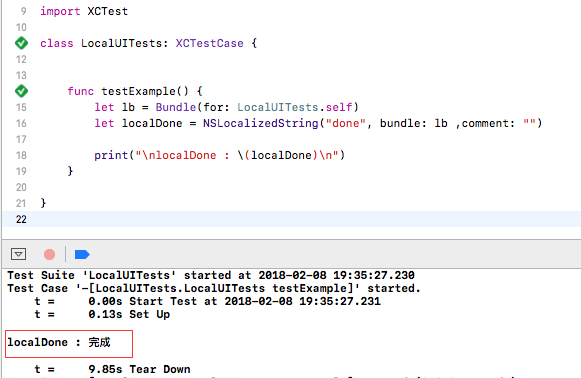 9 import XCTest
10
class LocalUITests: XCTestCase {
12
13
func testExample() {
15 let lb = Bundle(for: LocalUITests.self)
16 let localDone = NSLocalizedString("done", bundle: lb ,comment: "")
17
18 print("\nlocalDone : \(localDone)\n")
19 }
20
21 }
22
Test Suite 'LocalUITests' started at 2018-02-08 19:35:27.230
Test Case '-[LocalUITests.LocalUITests testExample]' started.
t = 0.00s Start Test at 2018-02-08 19:35:27.231
t = 0.13s Set Up
localDone : 完成
t = 9.85s Tear Down